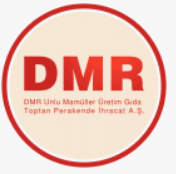 DMR
DMR Unlu Mamüller Üretim Gıda
Toptan Perakende İhracat A.Ş.